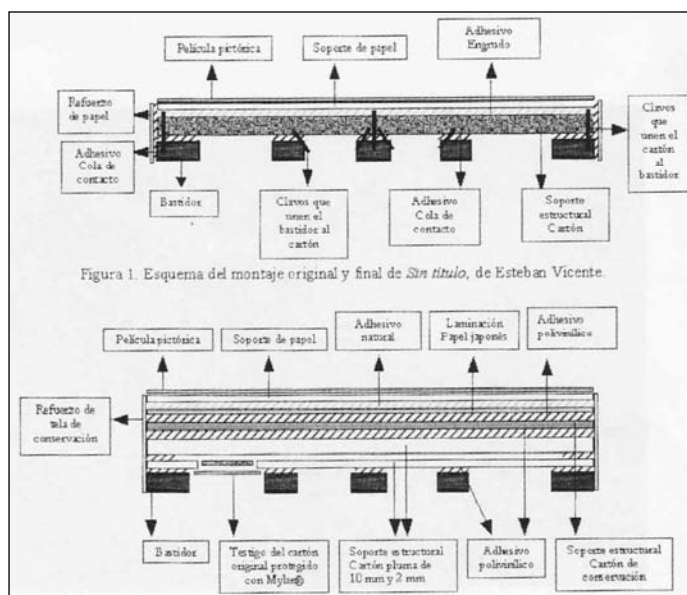 Película pictórica
Soporte de papel
Adhesivo
Engrudo
Refuerzo
de papel
Adhesivo
Cola de
contacto
Bastidor
Clavos que
unen el
bastidor al
cartón
Adhesivo
Cola de
contacto
Soporte
estructural
Cartón
Clavos
que
unen el
cartón al
bastidor
Figura 1. Esquema del montaje original y final de Sin título, de Esteban Vicente.
Película pictórica
Soporte de papel
Adhesivo
natural
Laminación
Papel japonés
Adhesivo
polivinílico
Refuerzo de
tela de
conservación
Bastidor
Testigo del cartón
original protegido
con Mylar®
Soporte estructural
Cartón pluma de
10 mm y 2 mm
Adhesivo
polivinílico
Soporte estructural
Cartón de
conservación